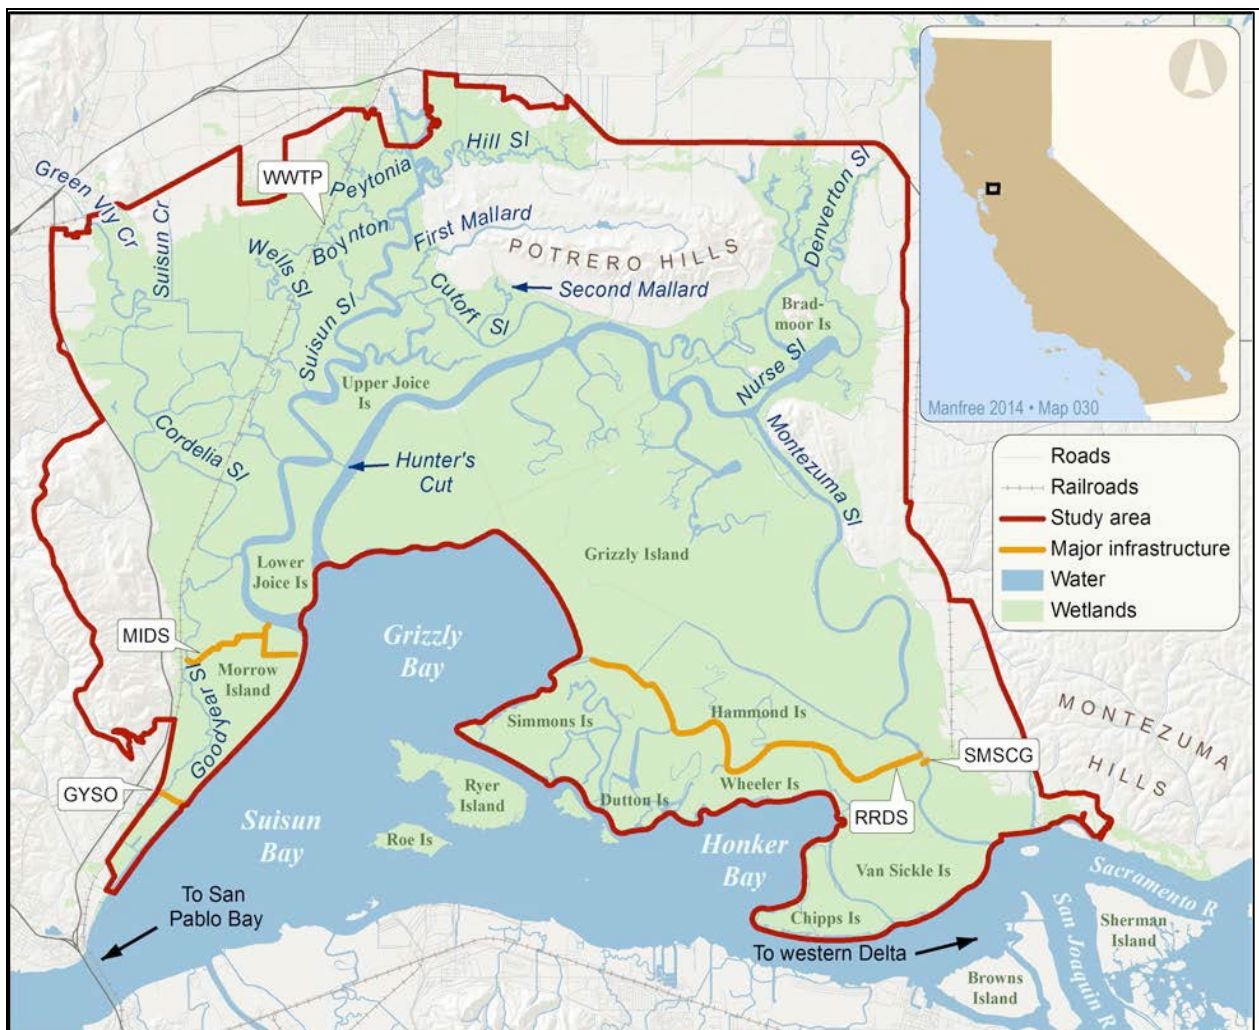 Green Vly Cr
Suisun Cr
WWTP
Peytonia
Hill Sl
Wells Sl
Boynton
First Mallard
POTRERO HILLS
Second Mallard
Cutoff Sl
Suisun Sl
Denverton Sl
Brad-
moor Is
Nurse Sl
Upper Joice
Is
Cordelia Sl
Hunter's
Cut
Montezuma Sl
Grizzly Island
Lower
Joice Is
MIDS
Morrow
Island
Goodyear Sl
GYSO
Grizzly
Bay
Simmons Is
Hammond Is
SMSCG
MONTEZUMA
HILLS
Ryer
Island
Dutton Is
Wheeler Is
RRDS
Suisun
Bay
Roe Is
Honker
Bay
Van Sickle Is
Chipps Is
To San
Pablo Bay
To western Delta
Sacramento R
San Joaquin R
Sherman
Island
Browns
Island
Manfree 2014 • Map 030
Roads
Railroads
Study area
Major infrastructure
Water
Wetlands